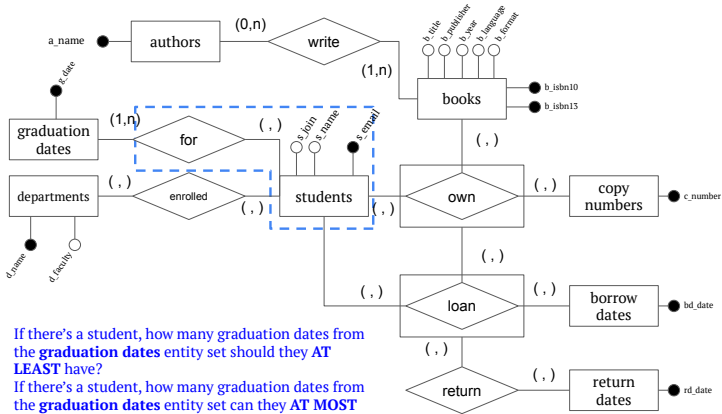 a_name
authors
(0,n)
write
(1,n)
b_title
b_publisher
b_year
b_language
b_format
books
b_isbn10
b_isbn13
( , )
g_date
graduation
dates
(1,n)
for
( , )
s_join
s_name
s_email
departments
( , )
enrolled
( , )
students
( , )
own
( , )
copy
numbers
c_number
d_name
d_faculty
( , )
( , )
loan
( , )
borrow
dates
bd_date
( , )
return
( , )
return
dates
rd_date
If there's a student, how many graduation dates from
the graduation dates entity set should they AT
LEAST have?
If there's a student, how many graduation dates from
the graduation dates entity set can they AT MOST